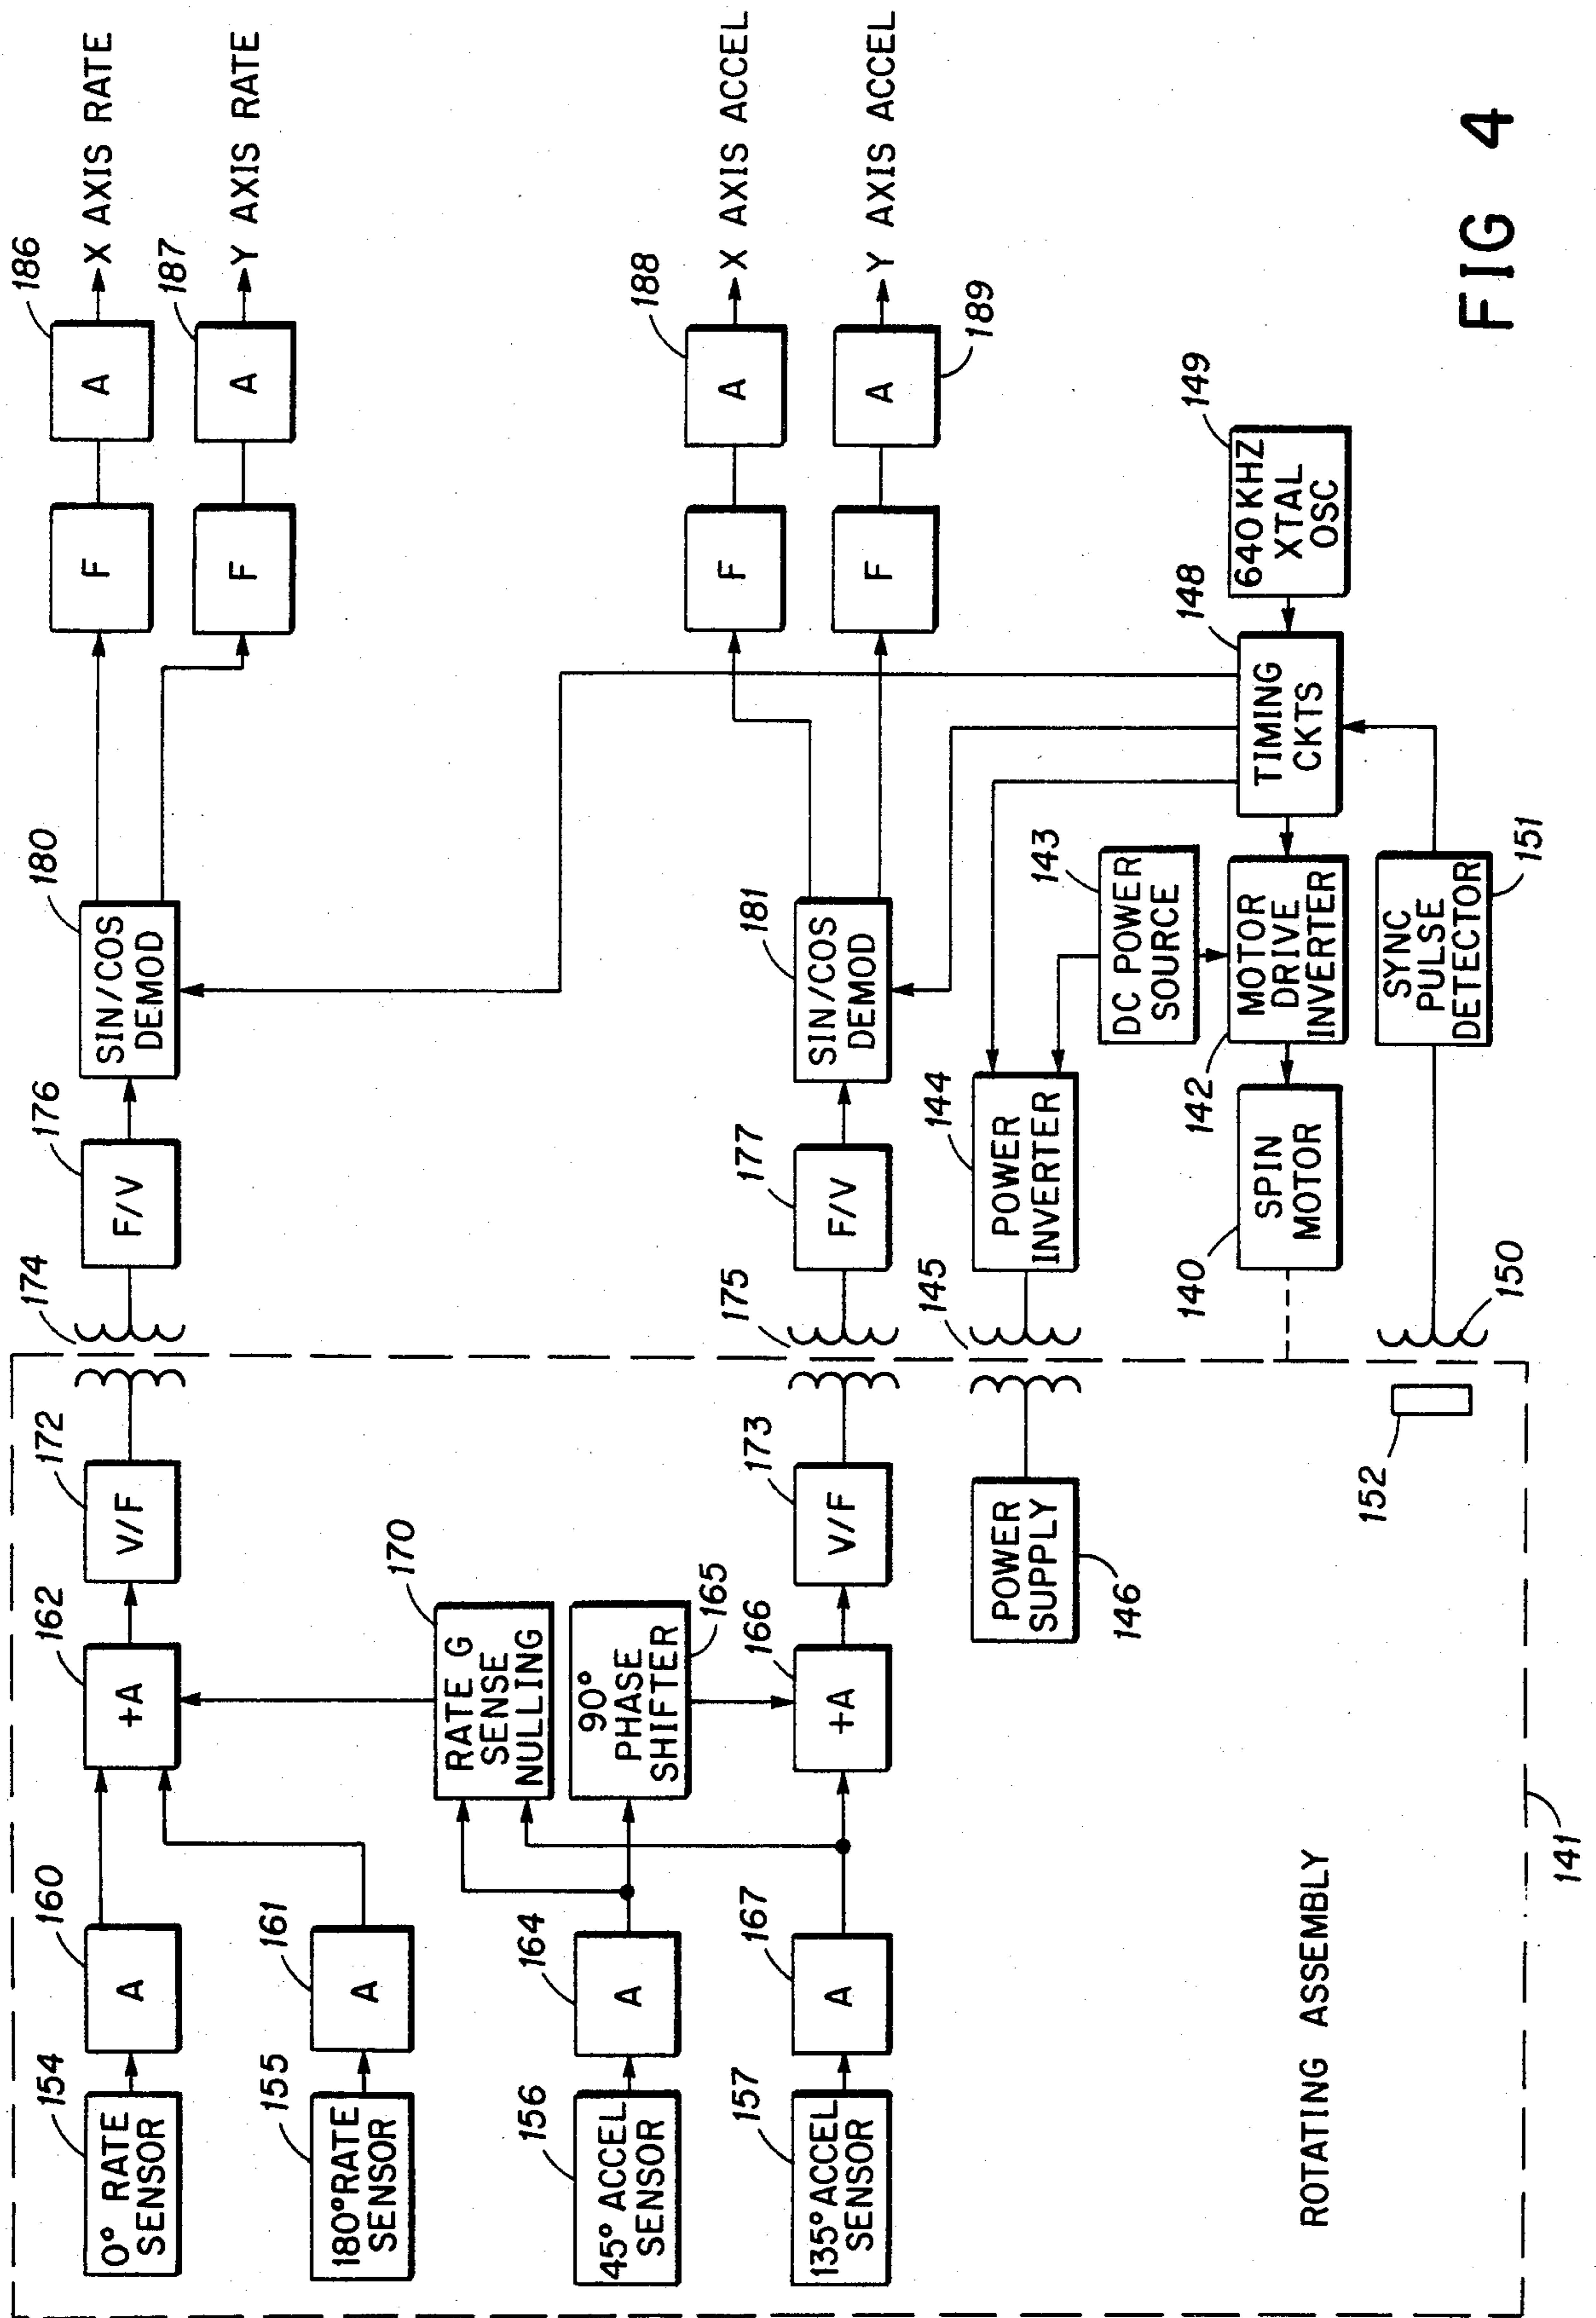 154
0° RATE
SENSOR
160
A
162
+A
172
V/F
174
176
F/V
180
SIN/COS
DEMOD
F
186
A
X AXIS RATE
155
180° RATE
SENSOR
161
A
F
187
A
Y AXIS RATE
170
RATE G
SENSE
NULLING
156
45° ACCEL
SENSOR
164
A
165
90°
PHASE
SHIFTER
157
135° ACCEL
SENSOR
167
A
166
+A
173
V/F
175
177
F/V
181
SIN/COS
DEMOD
F
188
A
X AXIS ACCEL
F
189
A
Y AXIS ACCEL
146
POWER
SUPPLY
145
144
POWER
INVERTER
143
DC POWER
SOURCE
140
SPIN
MOTOR
142
MOTOR
DRIVE
INVERTER
148
TIMING
CKTS
149
640 KHZ
XTAL
OSC
152
150
151
SYNC
PULSE
DETECTOR
ROTATING ASSEMBLY
141
FIG 4